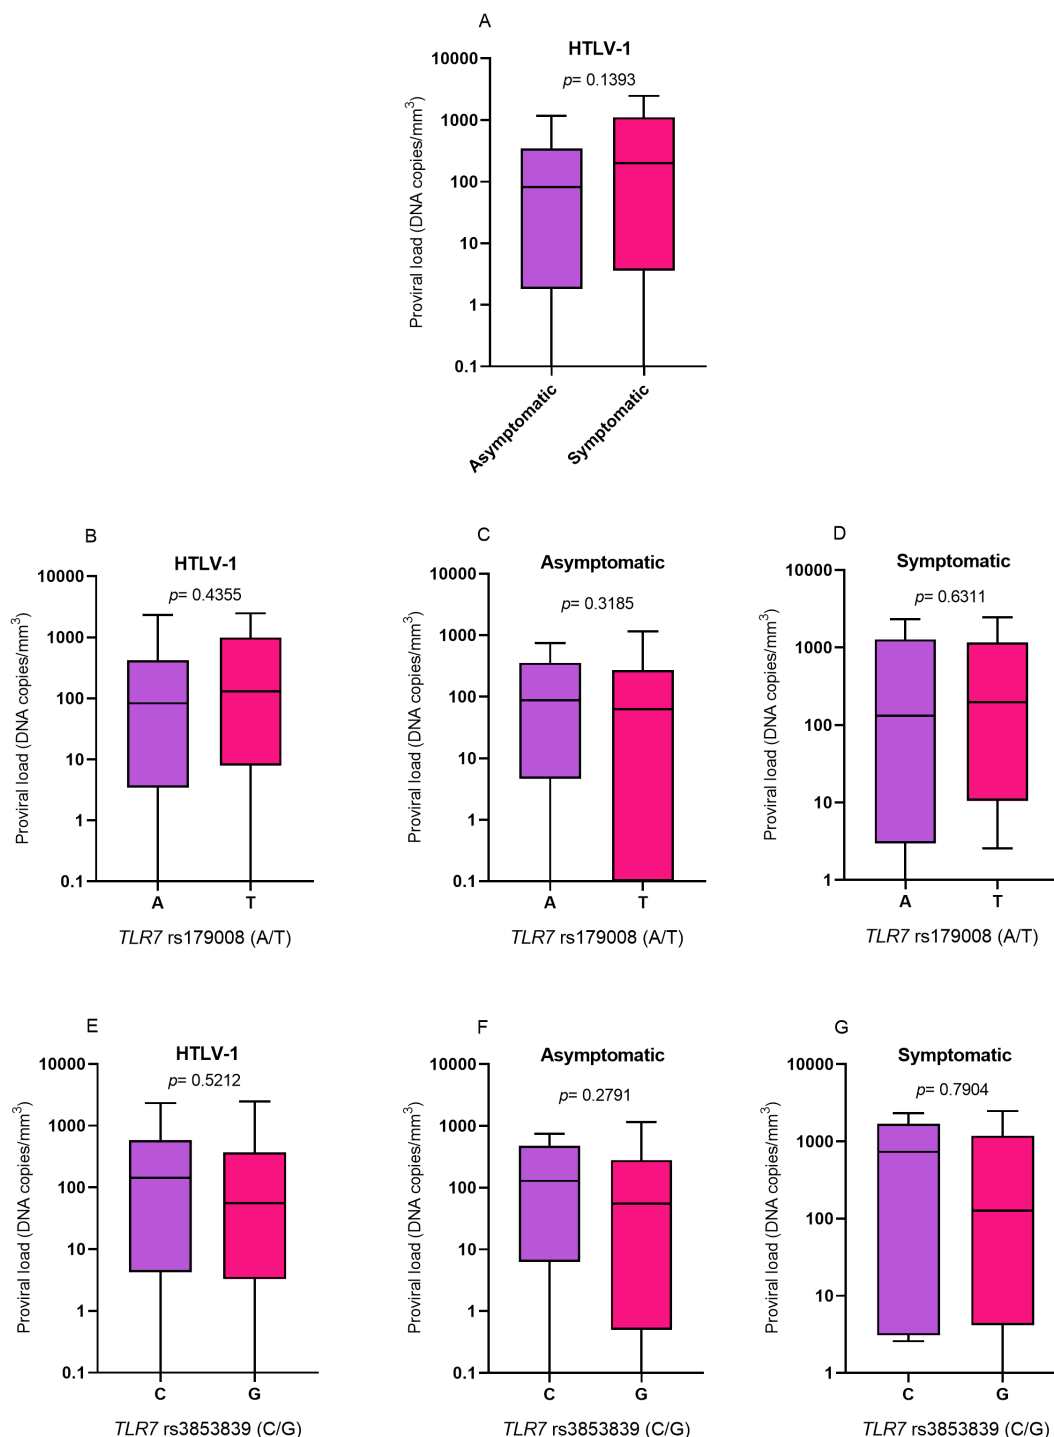 A
HTLV-1
p= 0.1393
Proviral load (DNA copies/mm³)
10000
1000
100
10
1
0.1
Asymptomatic
Symptomatic
B
HTLV-1
p= 0.4355
Proviral load (DNA copies/mm³)
10000
1000
100
10
1
0.1
A T
TLR7 rs179008 (A/T)
C
Asymptomatic
p= 0.3185
Proviral load (DNA copies/mm³)
10000
1000
100
10
1
0.1
A T
TLR7 rs179008 (A/T)
D
Symptomatic
p= 0.6311
Proviral load (DNA copies/mm³)
10000
1000
100
10
1
A T
TLR7 rs179008 (A/T)
E
HTLV-1
p= 0.5212
Proviral load (DNA copies/mm³)
10000
1000
100
10
1
0.1
C G
TLR7 rs3853839 (C/G)
F
Asymptomatic
p= 0.2791
Proviral load (DNA copies/mm³)
10000
1000
100
10
1
0.1
C G
TLR7 rs3853839 (C/G)
G
Symptomatic
p= 0.7904
Proviral load (DNA copies/mm³)
10000
1000
100
10
1
C G
TLR7 rs3853839 (C/G)